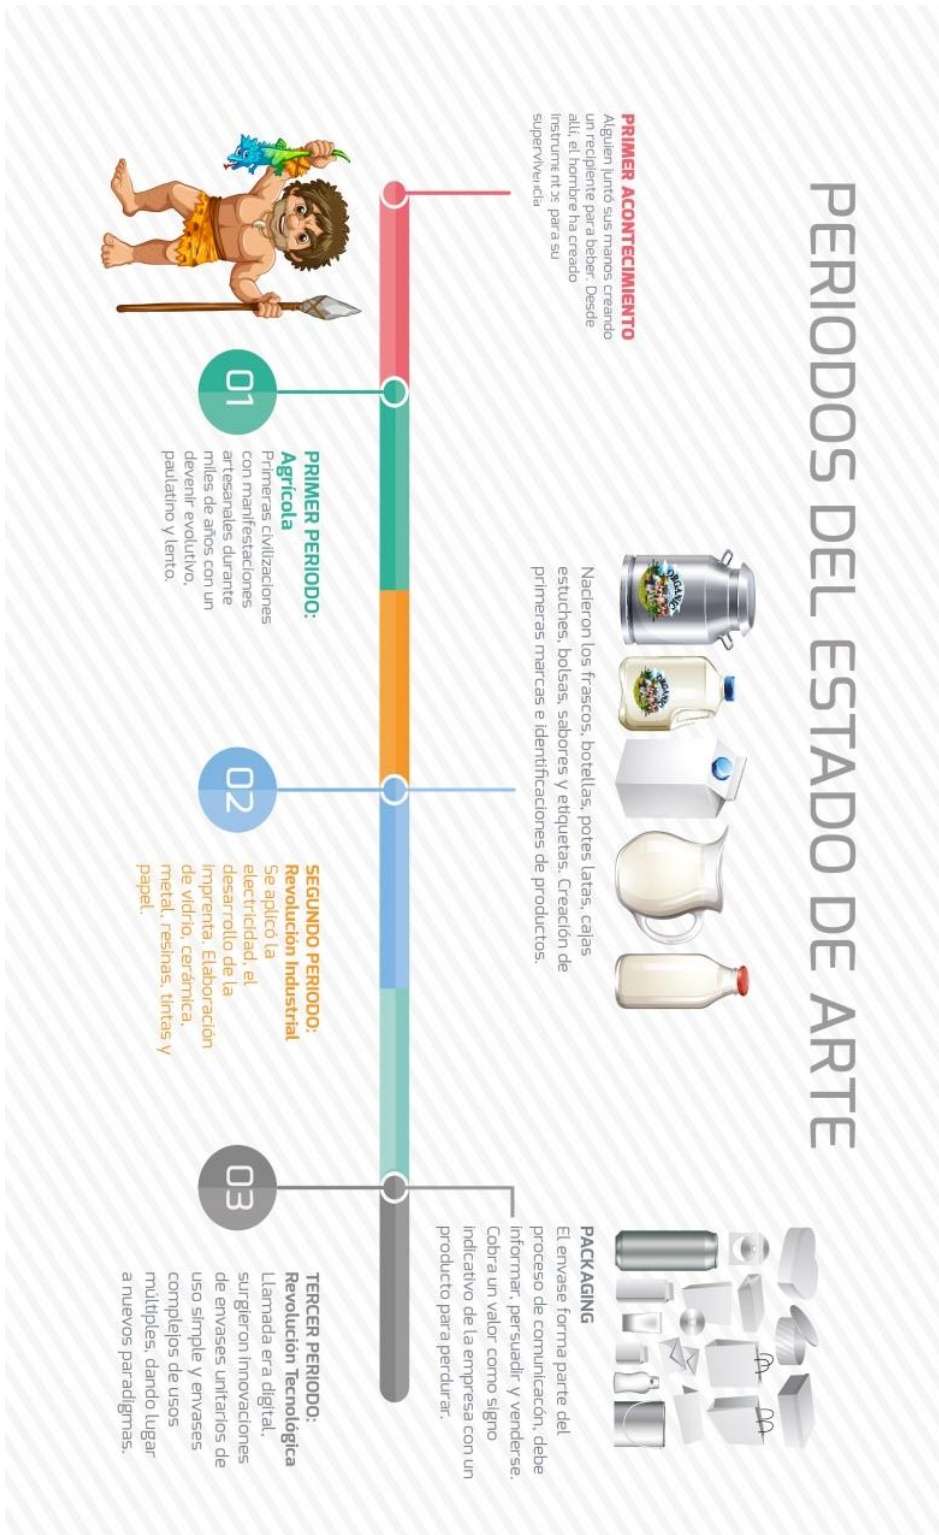 PERIODOS DEL ESTADO DE ARTE
PRIMER ACONTECIMIENTO
Alguien juntó sus manos creando
un recipiente para beber. Desde
allí, el hombre ha creado
instrumentos para su
supervivencia
01
PRIMER PERIODO:
Agrícola
Primeras civilizaciones
con manifestaciones
artesanales durante
miles de años con un
devenir evolutivo,
paulatino y lento.
ORGANIC
ORGANIC
Nacieron los frascos, botellas, potes latas, cajas
estuches, bolsas, sabores y etiquetas. Creación de
primeras marcas e identificaciones de productos.
02
SEGUNDO PERIODO:
Revolución Industrial
Se aplicó la
electricidad, el
desarrollo de la
imprenta. Elaboración
de vidrio, cerámica,
metal, resinas, tintas y
papel.
PACKAGING
El envase forma parte del
proceso de comunicacón, debe
informar, persuadir y venderse.
Cobra un valor como signo
indicativo de la empresa con un
producto para perdurar.
03
TERCER PERIODO:
Revolución Tecnológica
Llamada era digital,
surgieron innovaciones
de envases unitarios de
uso simple y envases
complejos de usos
múltiples, dando lugar
a nuevos paradigmas.